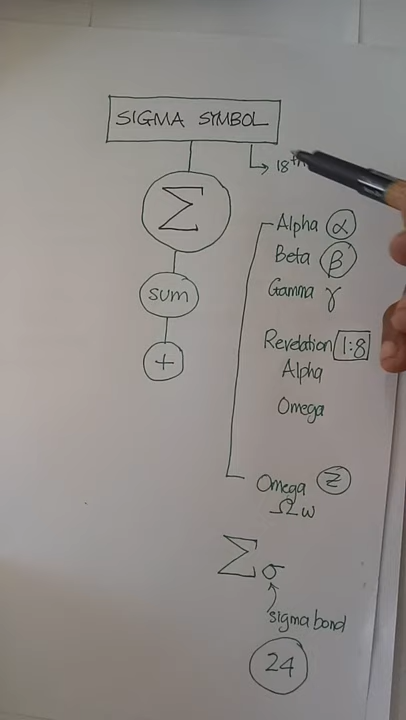 SIGMA SYMBOL
18th
Σ
Alpha α
Beta β
Gamma γ
sum
+
Revelation 1:8
Alpha
Omega
Omega Z
Ω ω
Σ σ
sigma bond
24